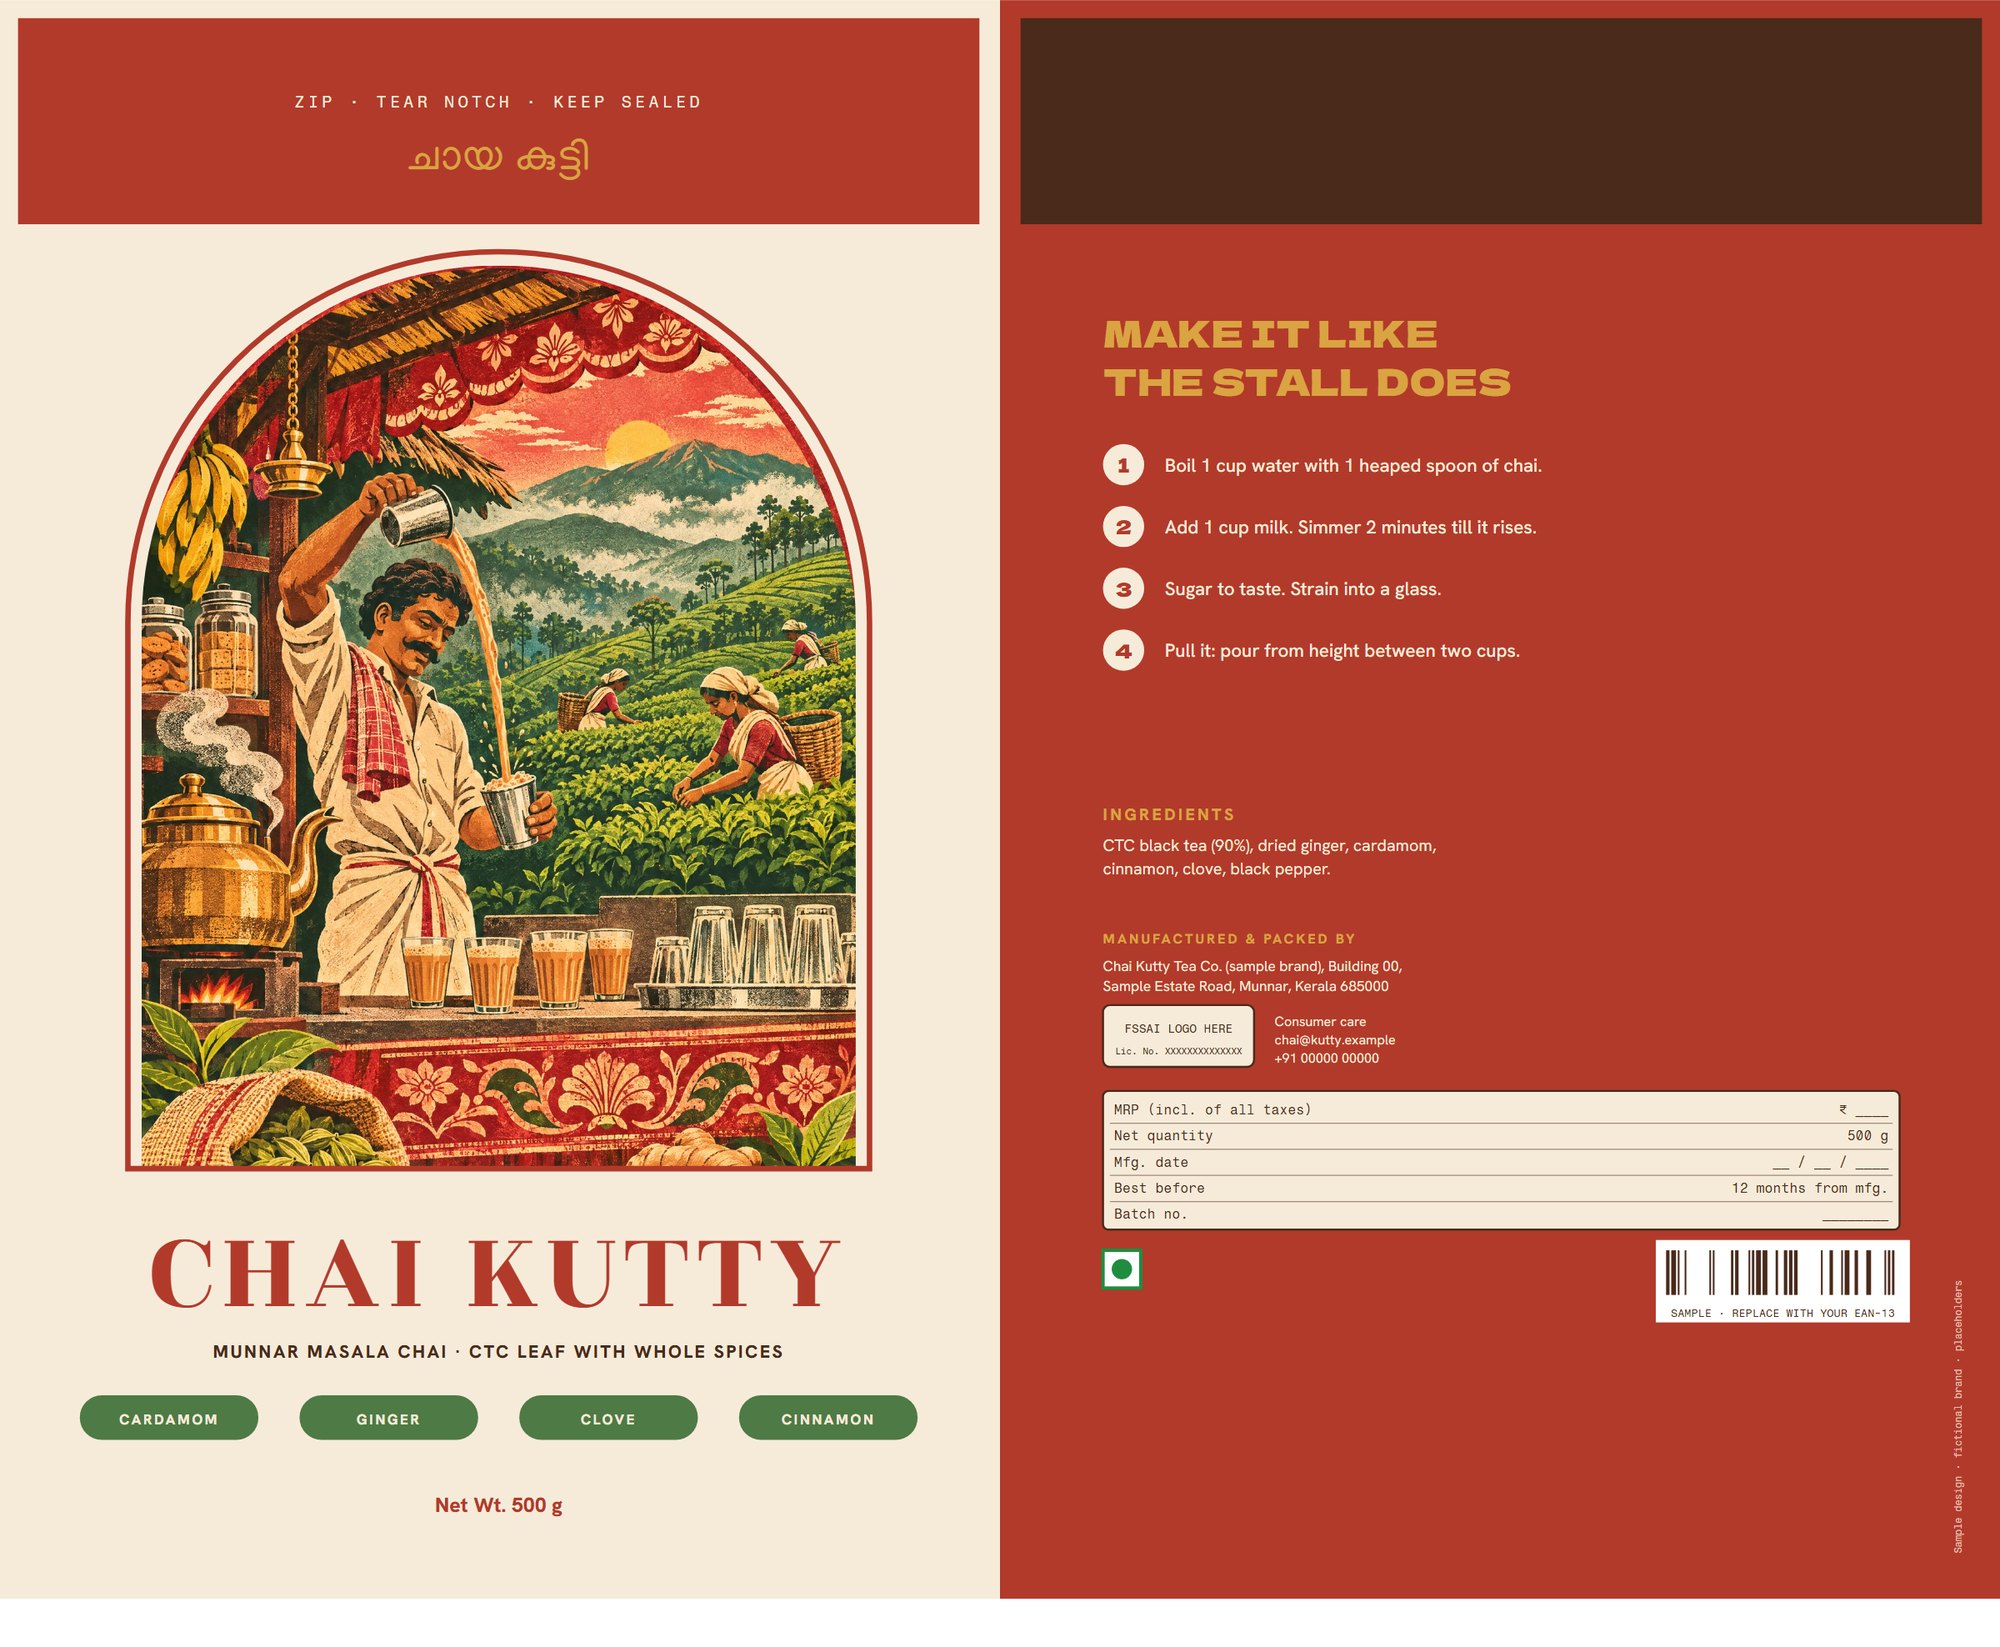 ZIP · TEAR NOTCH · KEEP SEALED
ചായ കുട്ടി
CHAI KUTTY
MUNNAR MASALA CHAI · CTC LEAF WITH WHOLE SPICES
CARDAMOM
GINGER
CLOVE
CINNAMON
Net Wt. 500 g
MAKE IT LIKE
THE STALL DOES
1 Boil 1 cup water with 1 heaped spoon of chai.
2 Add 1 cup milk. Simmer 2 minutes till it rises.
3 Sugar to taste. Strain into a glass.
4 Pull it: pour from height between two cups.
INGREDIENTS
CTC black tea (90%), dried ginger, cardamom,
cinnamon, clove, black pepper.
MANUFACTURED & PACKED BY
Chai Kutty Tea Co. (sample brand), Building 00,
Sample Estate Road, Munnar, Kerala 685000
FSSAI LOGO HERE
Lic. No. XXXXXXXXXXXXXX
Consumer care
chai@kutty.example
+91 00000 00000
MRP (incl. of all taxes) ₹ ____
Net quantity 500 g
Mfg. date __ / __ / ____
Best before 12 months from mfg.
Batch no. ________
SAMPLE · REPLACE WITH YOUR EAN-13
Sample design · fictional brand · placeholders